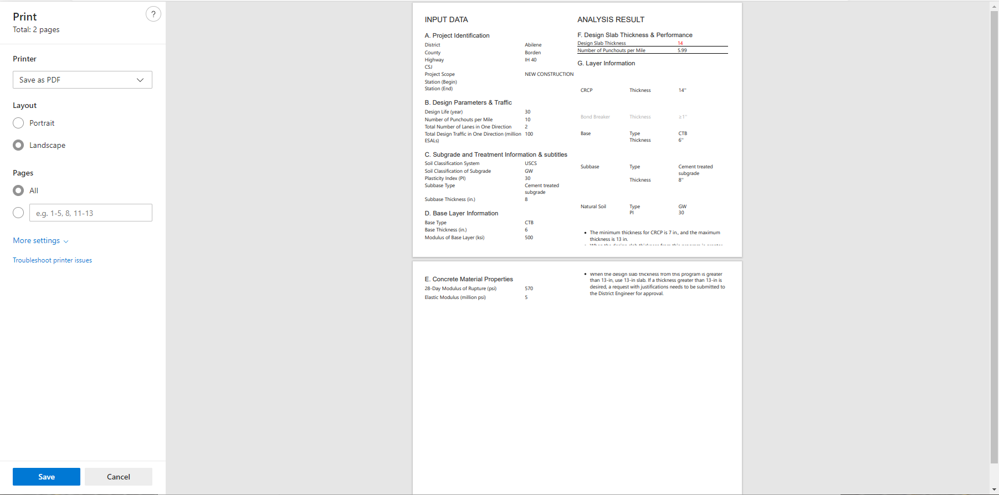 Print
Total: 2 pages
?
Printer
Save as PDF
Layout
Portrait
Landscape
Pages
All
e.g. 1-5, 8, 11-13
More settings
Troubleshoot printer issues
Save
Cancel
INPUT DATA
A. Project Identification
District Abilene
County Borden
Highway IH 40
CSJ
Project Scope NEW CONSTRUCTION
Station (Begin)
Station (End)
B. Design Parameters & Traffic
Design Life (year) 30
Number of Punchouts per Mile 10
Total Number of Lanes in One Direction 2
Total Design Traffic in One Direction (million 100
ESALs)
C. Subgrade and Treatment Information & subtitles
Soil Classification System USCS
Soil Classification of Subgrade GW
Plasticity Index (PI) 30
Subbase Type Cement treated
subgrade
Subbase Thickness (in.) 8
D. Base Layer Information
Base Type CTB
Base Thickness (in.) 6
Modulus of Base Layer (ksi) 500
ANALYSIS RESULT
F. Design Slab Thickness & Performance
Design Slab Thickness 14
Number of Punchouts per Mile 5.99
G. Layer Information
CRCP Thickness 14"
Bond Breaker Thickness ≥1"
Base Type CTB
Thickness 6"
Subbase Type Cement treated
subgrade
Thickness 8"
Natural Soil Type GW
PI 30
• The minimum thickness for CRCP is 7 in., and the maximum
thickness is 13 in.
• When the design slab thickness from this program is greater
E. Concrete Material Properties
28-Day Modulus of Rupture (psi) 570
Elastic Modulus (million psi) 5
• When the design slab thickness from this program is greater
than 13-in, use 13-in slab. If a thickness greater than 13-in is
desired, a request with justifications needs to be submitted to
the District Engineer for approval.